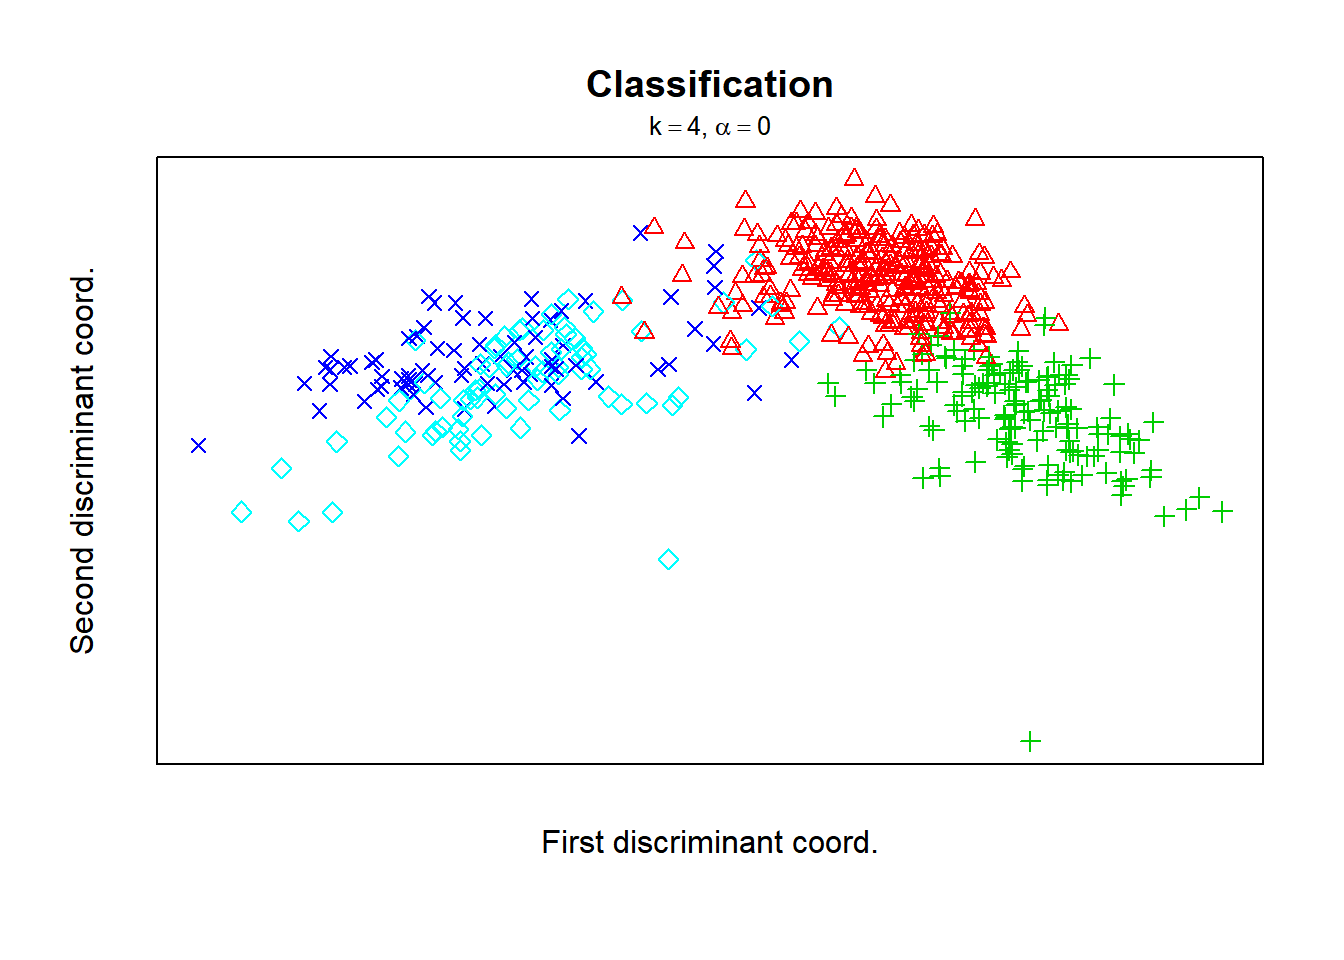 Classification
k = 4, α = 0
Second discriminant coord.
First discriminant coord.